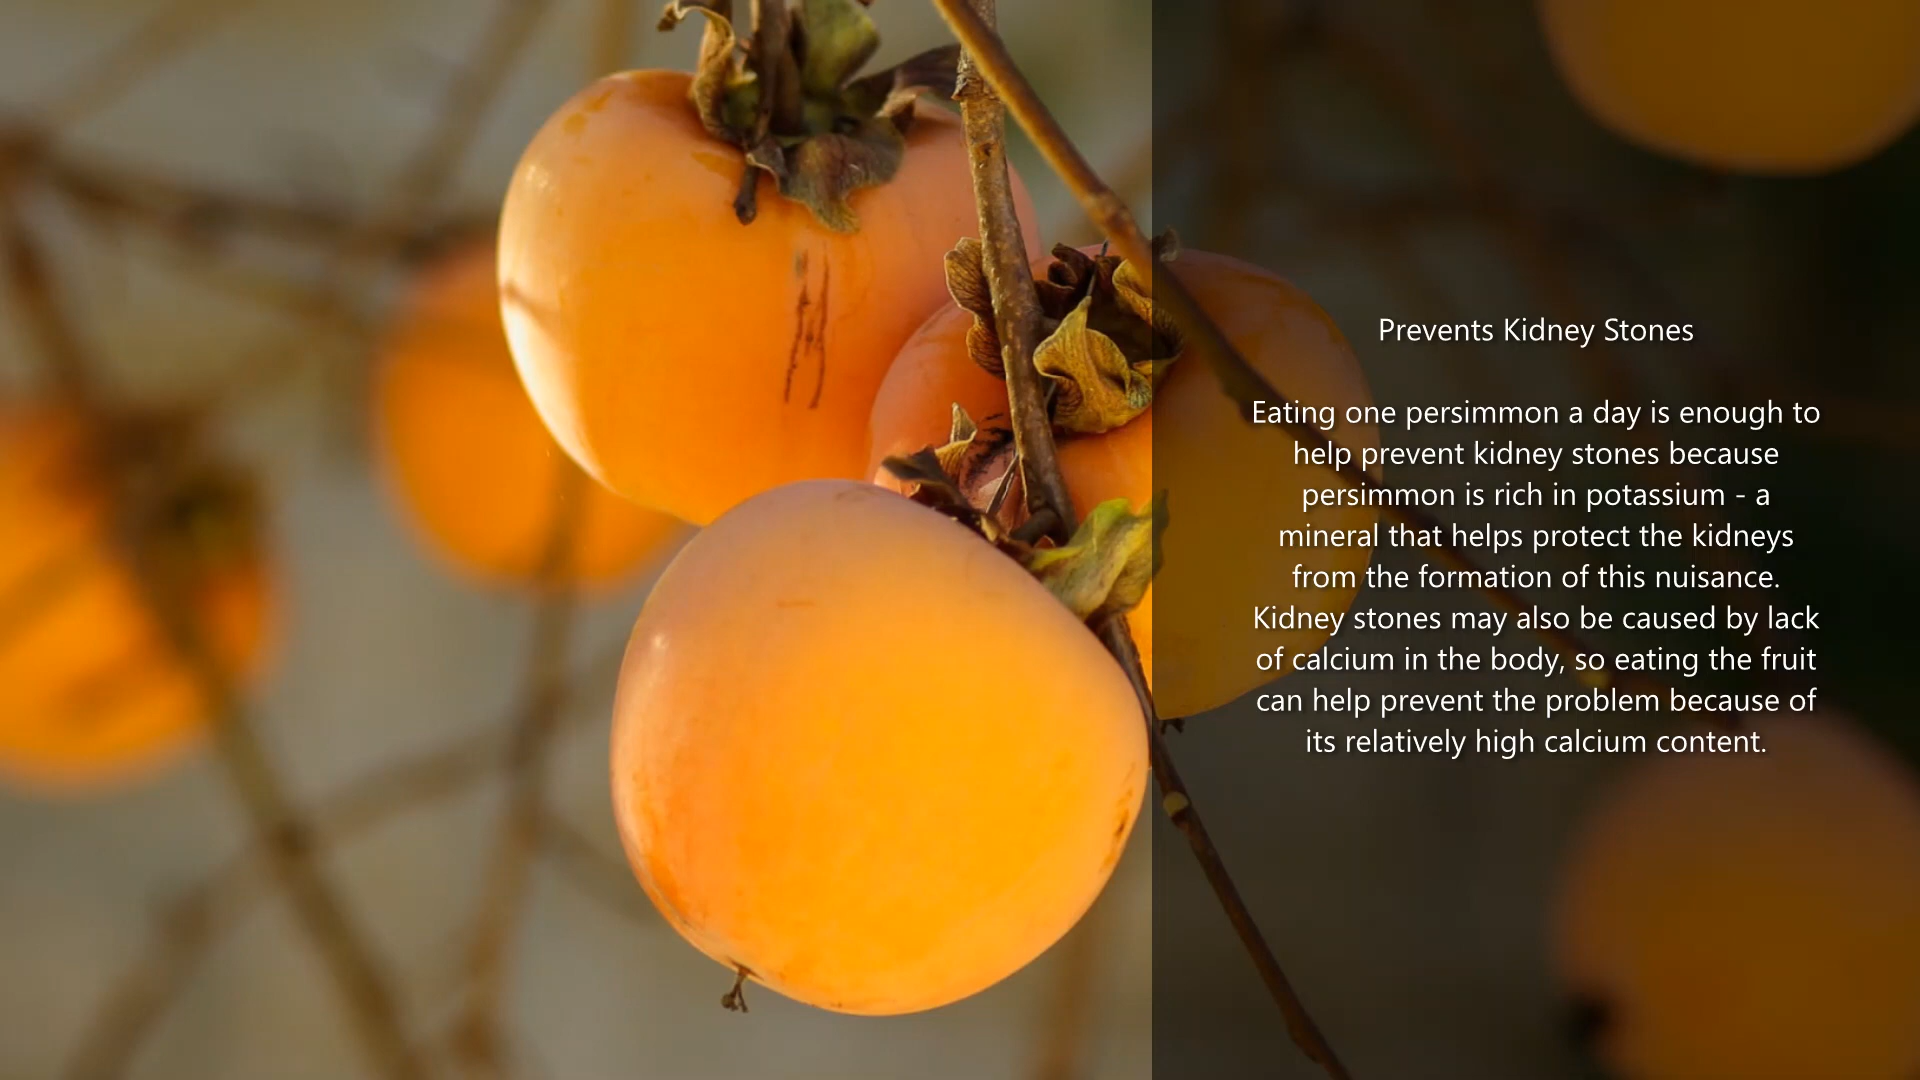 Prevents Kidney Stones
Eating one persimmon a day is enough to
help prevent kidney stones because
persimmon is rich in potassium - a
mineral that helps protect the kidneys
from the formation of this nuisance.
Kidney stones may also be caused by lack
of calcium in the body, so eating the fruit
can help prevent the problem because of
its relatively high calcium content.